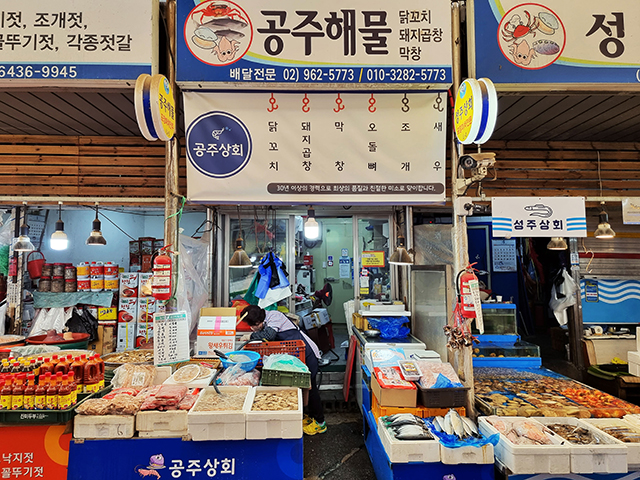 , 조개젓,
꼴뚜기젓, 각종젓갈
6436-9945
공주해물
닭꼬치
돼지곱창
막창
배달전문 02) 962-5773 / 010-3282-5773
성
공주상회
닭꼬치
돼지곱창
막창
오돌뼈
조개
새우
30년 이상의 경력으로 최상의 품질과 친절한 미소로 맞이합니다.
성주상회
낙지젓
꼴뚜기젓
공주상회